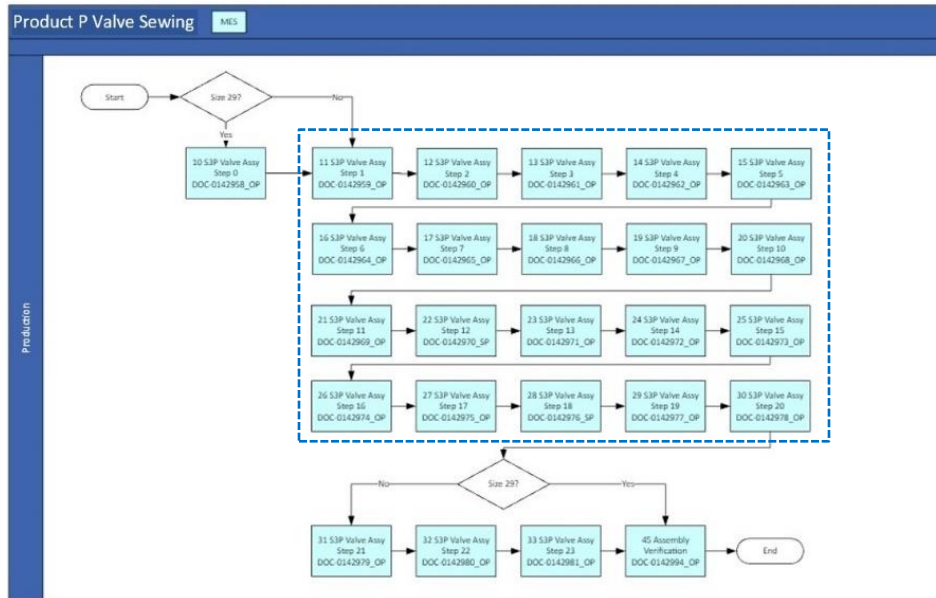 Product P Valve Sewing
MES
Production
Start
Size 29?
No
Yes
10 S3P Valve Assy
Step 0
DOC-0142958_OP
11 S3P Valve Assy
Step 1
DOC-0142959_OP
12 S3P Valve Assy
Step 2
DOC-0142960_OP
13 S3P Valve Assy
Step 3
DOC-0142961_OP
14 S3P Valve Assy
Step 4
DOC-0142962_OP
15 S3P Valve Assy
Step 5
DOC-0142963_OP
16 S3P Valve Assy
Step 6
DOC-0142964_OP
17 S3P Valve Assy
Step 7
DOC-0142965_OP
18 S3P Valve Assy
Step 8
DOC-0142966_OP
19 S3P Valve Assy
Step 9
DOC-0142967_OP
20 S3P Valve Assy
Step 10
DOC-0142968_OP
21 S3P Valve Assy
Step 11
DOC-0142969_OP
22 S3P Valve Assy
Step 12
DOC-0142970_SP
23 S3P Valve Assy
Step 13
DOC-0142971_OP
24 S3P Valve Assy
Step 14
DOC-0142972_OP
25 S3P Valve Assy
Step 15
DOC-0142973_OP
26 S3P Valve Assy
Step 16
DOC-0142974_OP
27 S3P Valve Assy
Step 17
DOC-0142975_OP
28 S3P Valve Assy
Step 18
DOC-0142976_SP
29 S3P Valve Assy
Step 19
DOC-0142977_OP
30 S3P Valve Assy
Step 20
DOC-0142978_OP
Size 29?
No
Yes
31 S3P Valve Assy
Step 21
DOC-0142979_OP
32 S3P Valve Assy
Step 22
DOC-0142980_OP
33 S3P Valve Assy
Step 23
DOC-0142981_OP
45 Assembly
Verification
DOC-0142994_OP
End